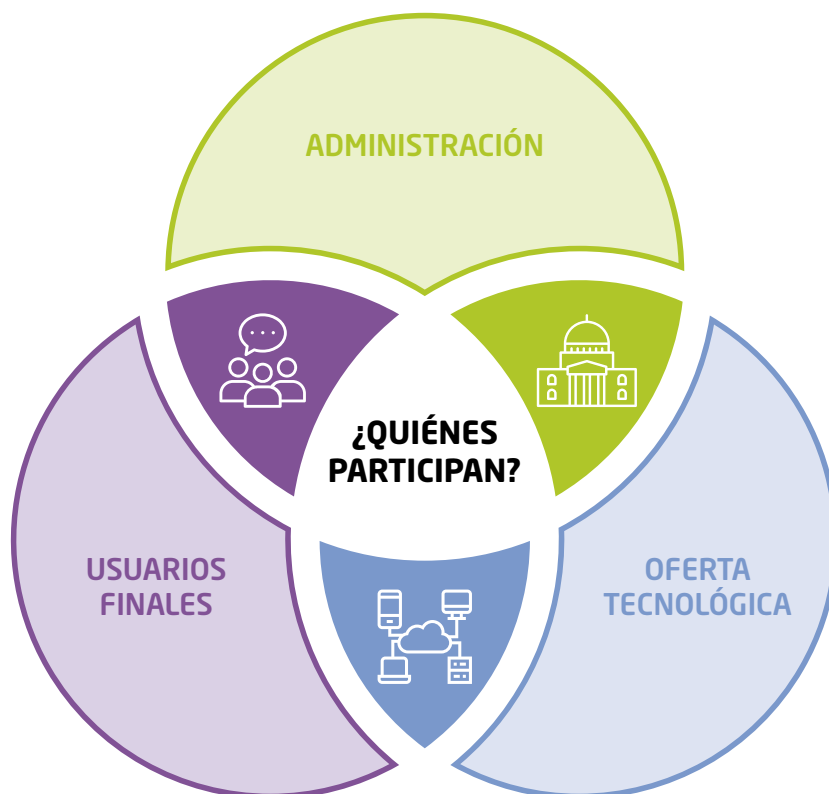 ADMINISTRACIÓN
¿QUIÉNES
PARTICIPAN?
USUARIOS
FINALES
OFERTA
TECNOLÓGICA